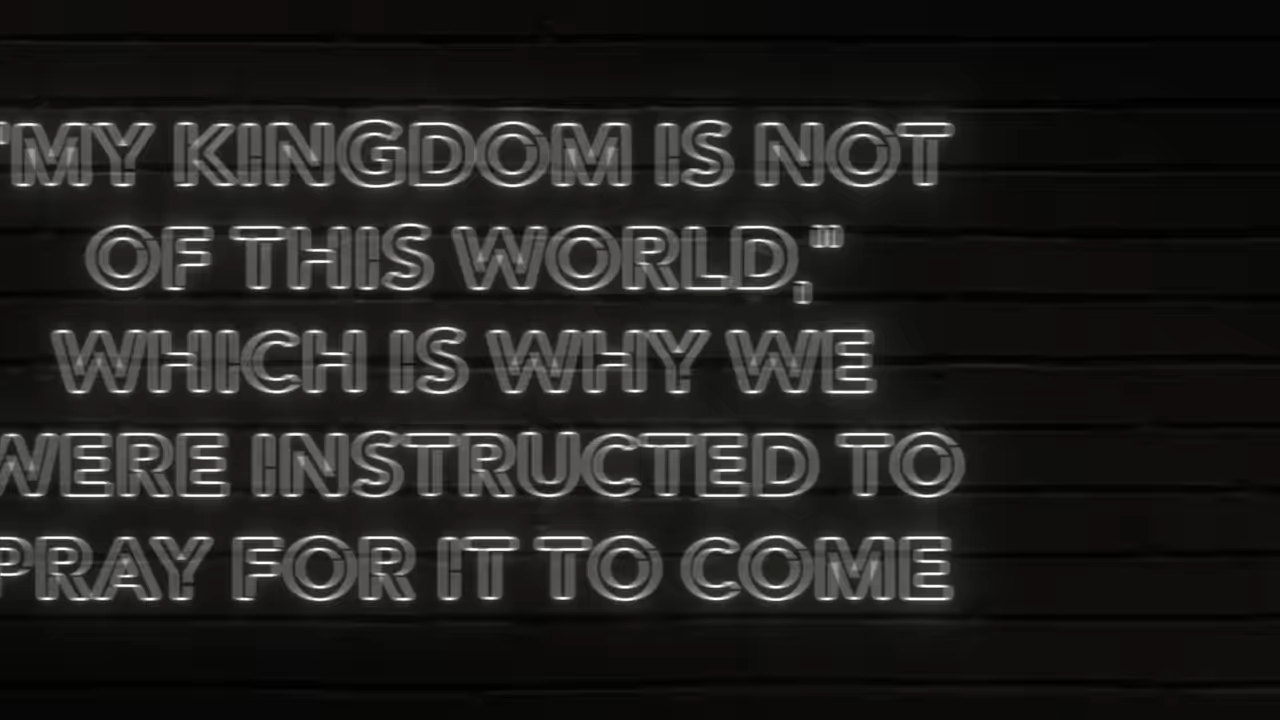 "MY KINGDOM IS NOT
OF THIS WORLD,"
WHICH IS WHY WE
WERE INSTRUCTED TO
PRAY FOR IT TO COME